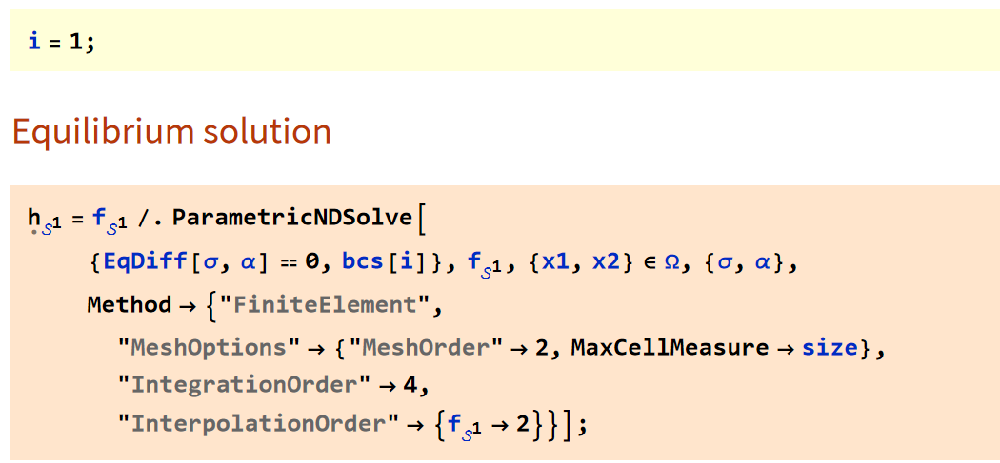 i = 1;
Equilibrium solution
h𝒮1 = f𝒮1 /. ParametricNDSolve[
{EqDiff[σ, α] == 0, bcs[i]}, f𝒮1, {x1, x2} ∈ Ω, {σ, α},
Method → {"FiniteElement",
"MeshOptions" → {"MeshOrder" → 2, MaxCellMeasure → size},
"IntegrationOrder" → 4,
"InterpolationOrder" → {f𝒮1 → 2}}];